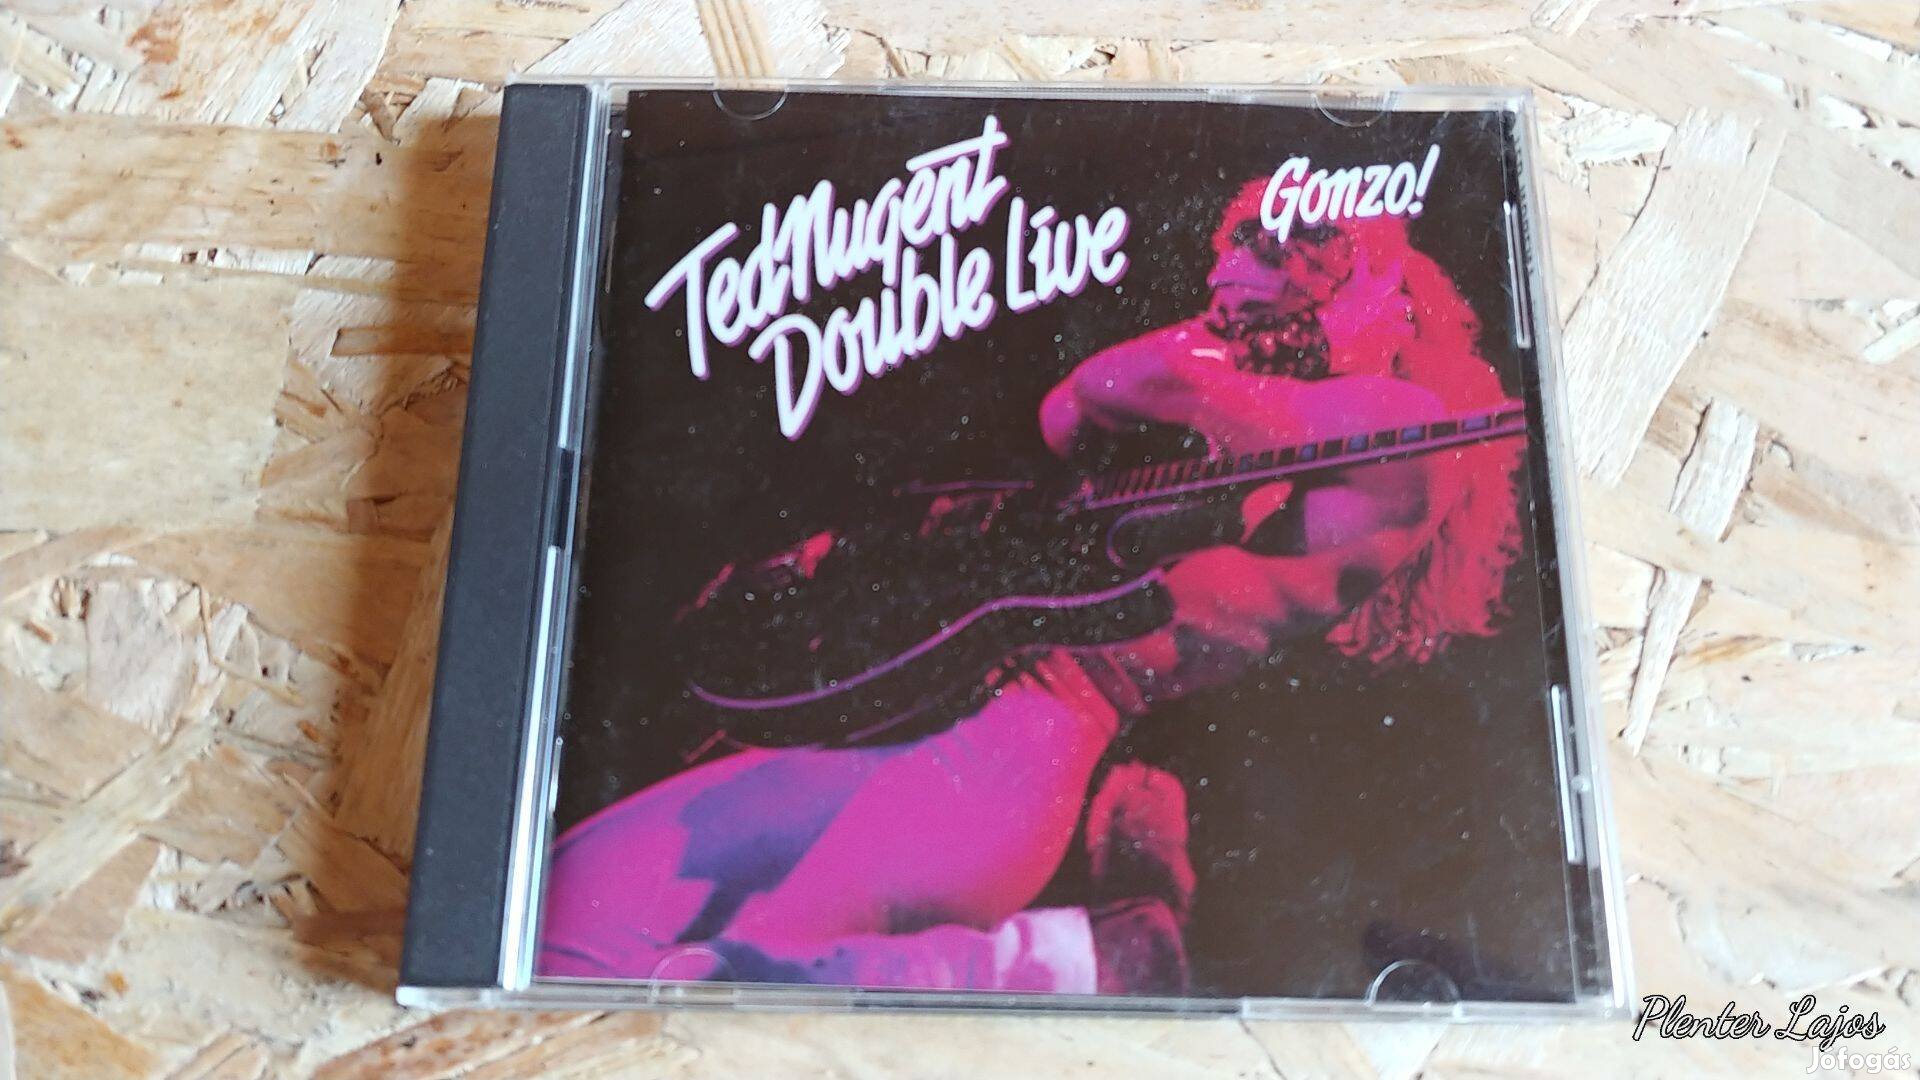 Ted Nugent
Double Live
Gonzo!
Plenter Lajos
Jófogás